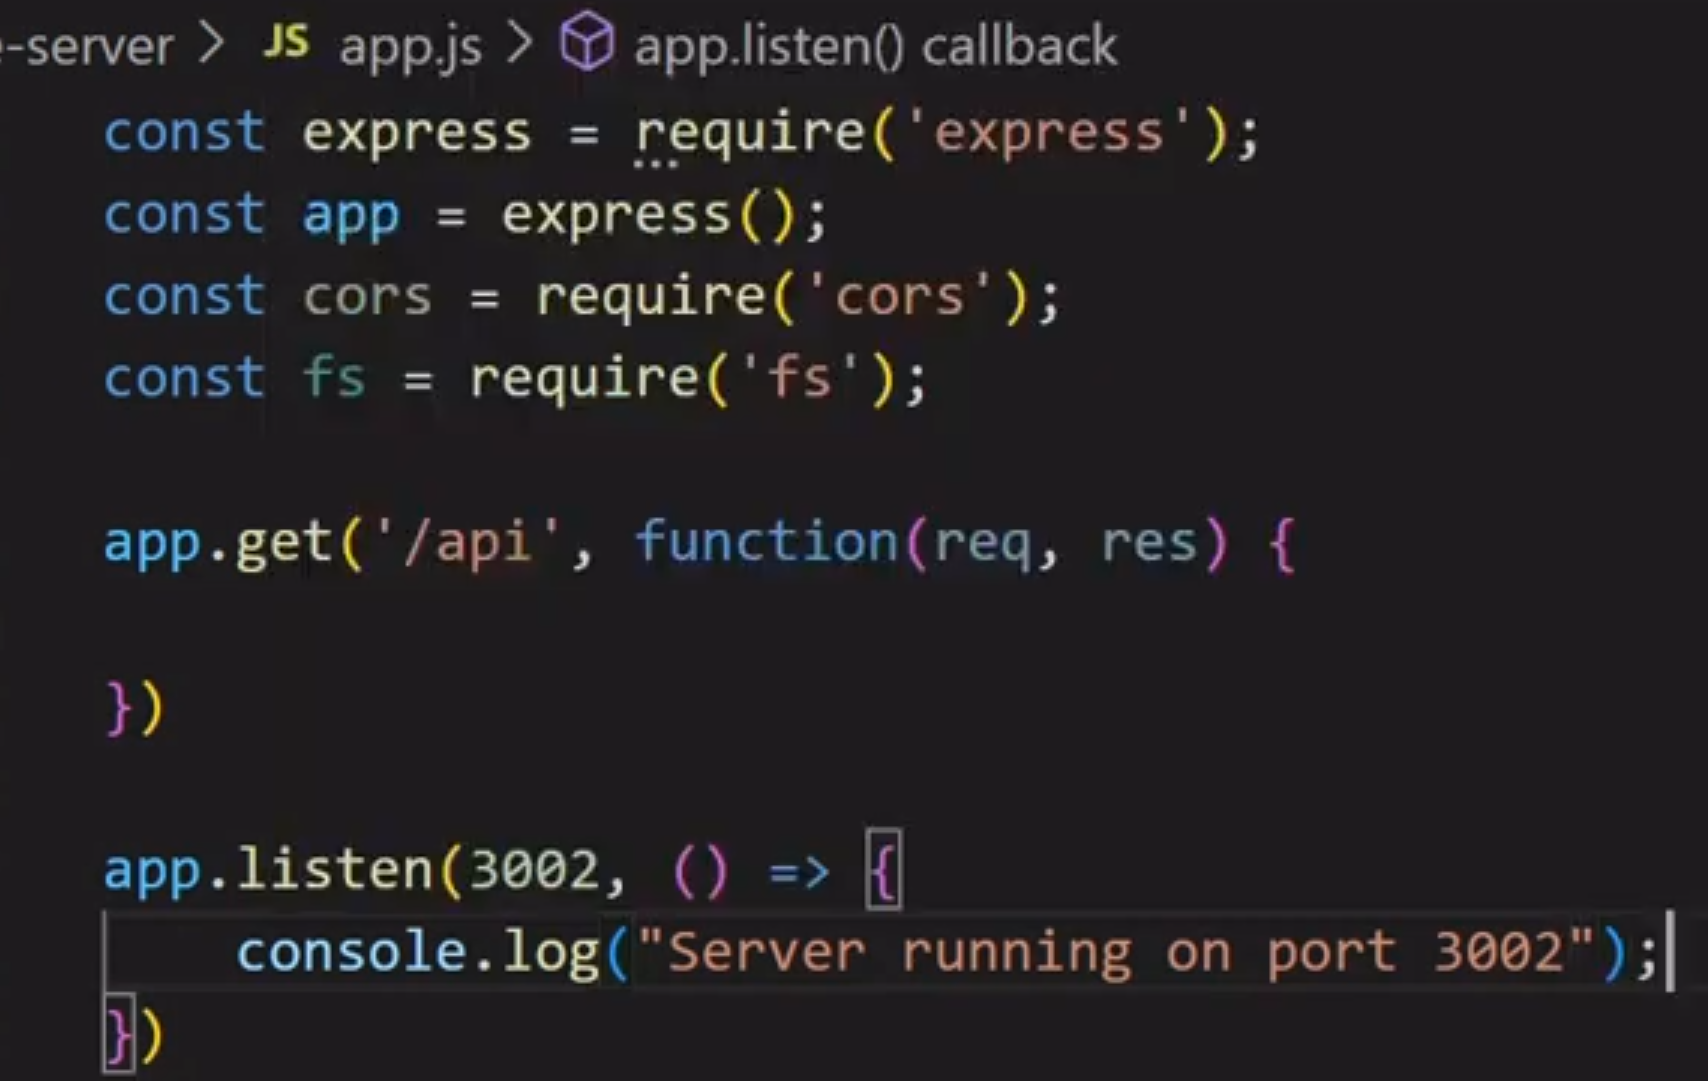 -server > JS app.js > app.listen() callback
const express = require('express');
const app = express();
const cors = require('cors');
const fs = require('fs');
app.get('/api', function(req, res) {
})
app.listen(3002, () => {
console.log("Server running on port 3002");
})